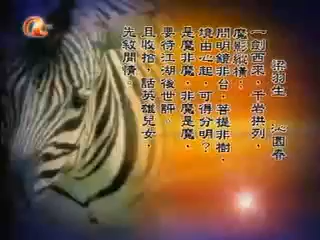 梁羽生　沁園春
一劍西來，千岩拱列，
魔影縱橫；
問明鏡非台，菩提非樹，
境由心起，可得分明？
是魔非魔，非魔是魔，
要待江湖後世評。
且收拾，話英雄兒女，
先敘閒情。